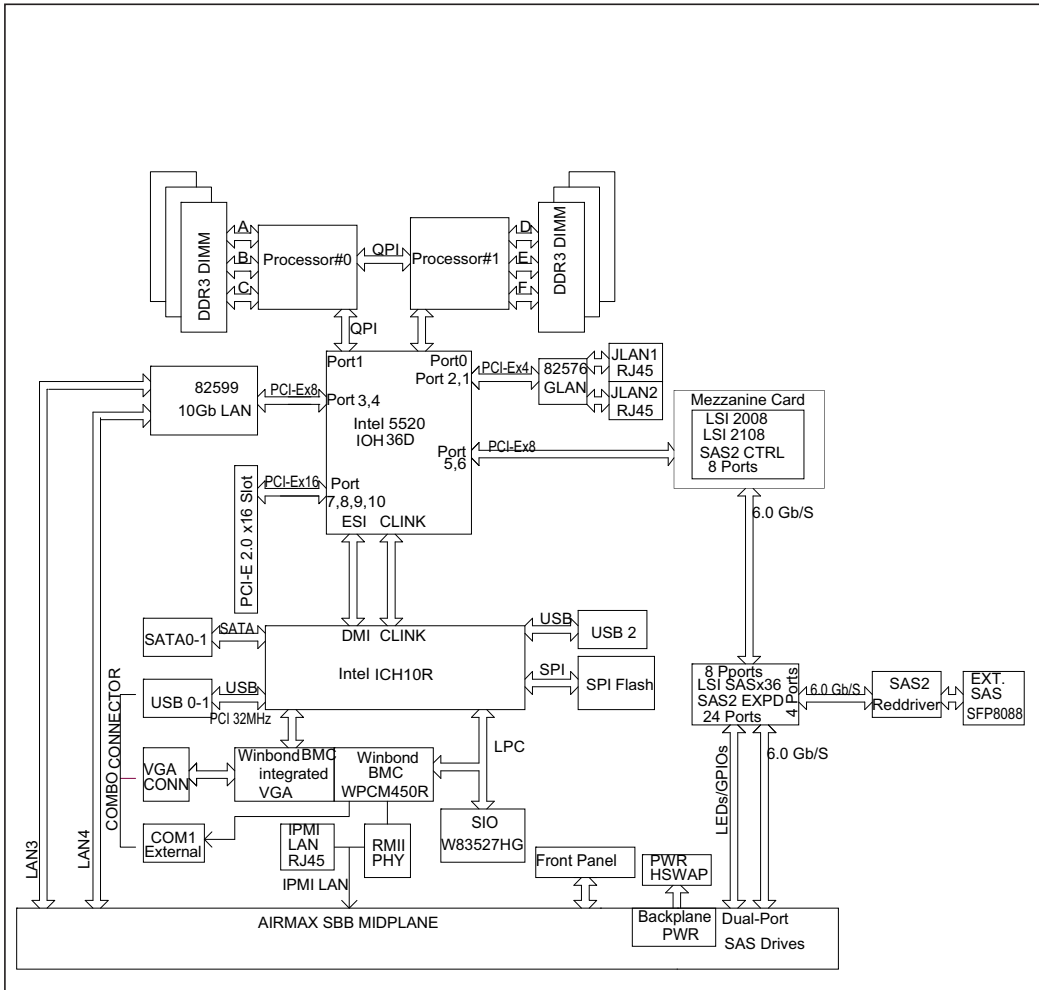 DDR3 DIMM
A
B
C
Processor#0
QPI
Processor#1
D
E
F
DDR3 DIMM
QPI
Port1
Port0
Port 2,1
PCI-Ex4
82576
GLAN
JLAN1
RJ45
JLAN2
RJ45
82599
10Gb LAN
PCI-Ex8
Port 3,4
Intel 5520
IOH 36D
Port
5,6
PCI-Ex8
Mezzanine Card
LSI 2008
LSI 2108
SAS2 CTRL
8 Ports
PCI-E 2.0 x16 Slot
PCI-Ex16
Port
7,8,9,10
ESI CLINK
6.0 Gb/S
SATA0-1
SATA
DMI CLINK
Intel ICH10R
USB
USB 2
SPI
SPI Flash
COMBO CONNECTOR
USB 0-1
USB
PCI 32MHz
8 Pports
LSI SASx36
SAS2 EXPD
24 Ports
4 Ports
6.0 Gb/S
SAS2
Reddriver
EXT.
SAS
SFP8088
VGA
CONN
Winbond BMC
integrated
VGA
Winbond
BMC
WPCM450R
LPC
LEDs/GPIOs
6.0 Gb/S
COM1
External
IPMI
LAN
RJ45
RMII
PHY
SIO
W83527HG
LAN3
LAN4
IPMI LAN
Front Panel
PWR
HSWAP
AIRMAX SBB MIDPLANE
Backplane
PWR
Dual-Port
SAS Drives